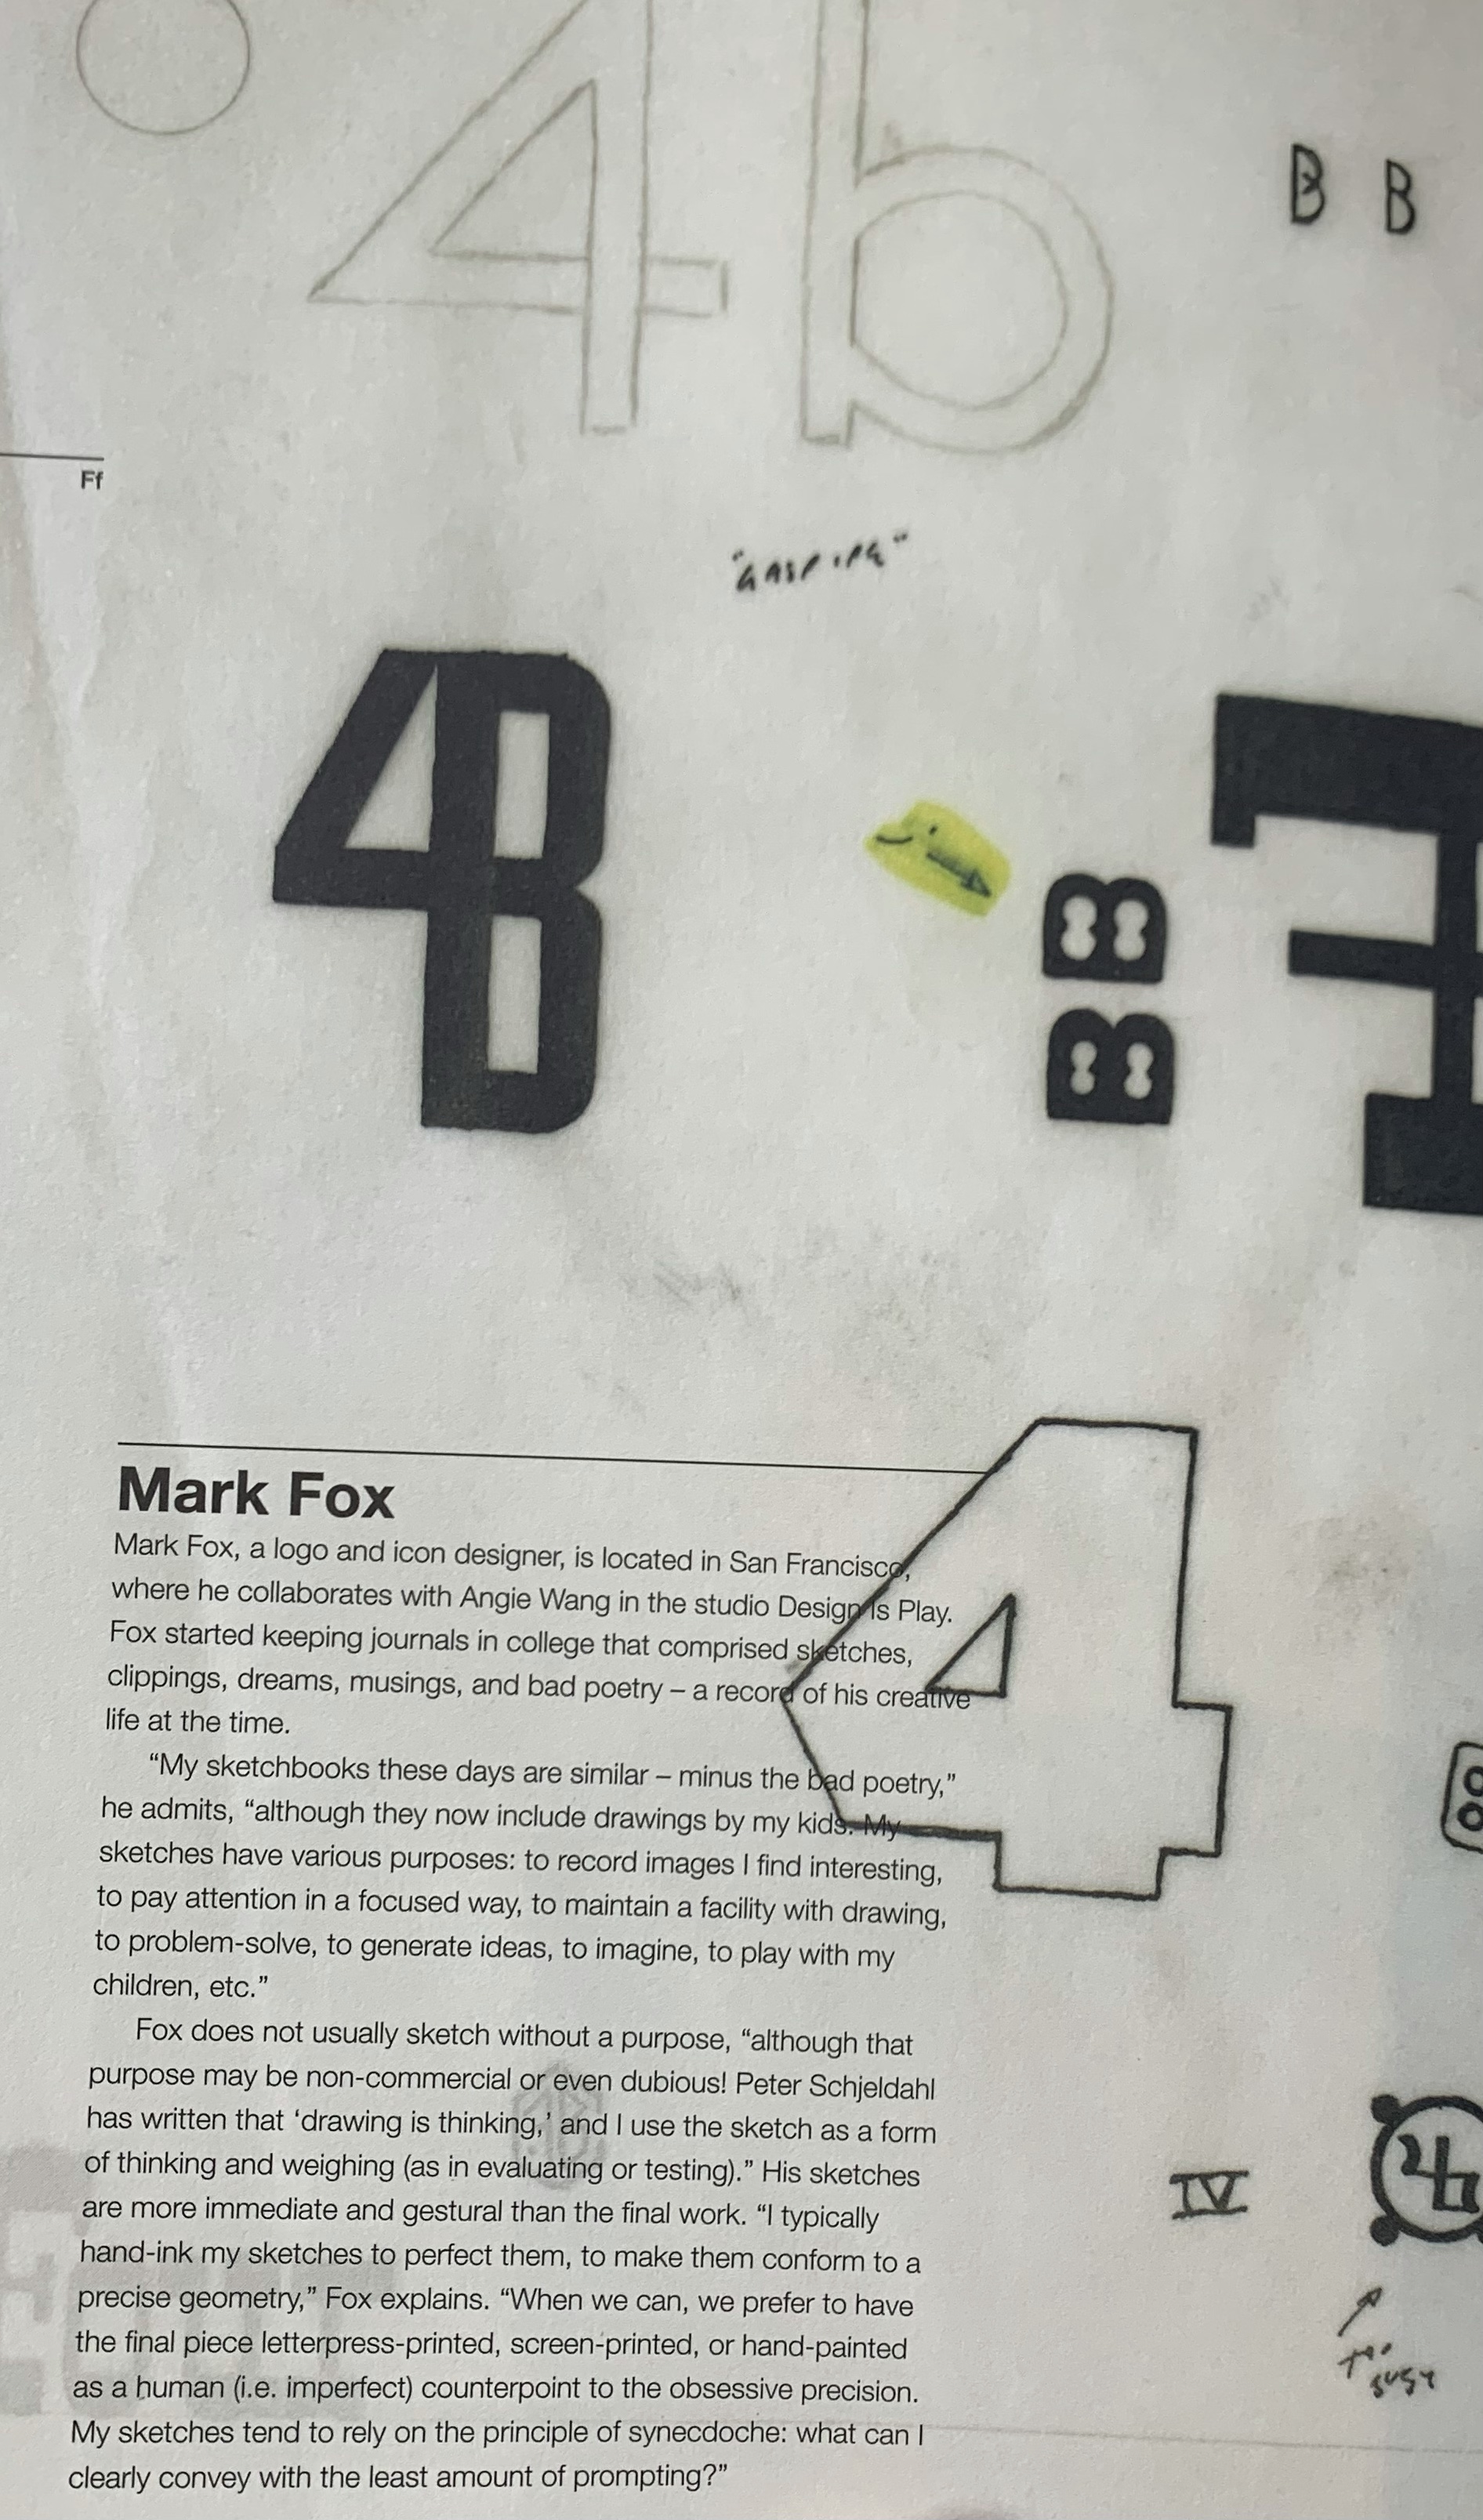 4b
B B
Ff
4B
B B
Mark Fox
Mark Fox, a logo and icon designer, is located in San Francisco,
where he collaborates with Angie Wang in the studio Design Is Play.
Fox started keeping journals in college that comprised sketches,
clippings, dreams, musings, and bad poetry – a record of his creative
life at the time.
“My sketchbooks these days are similar – minus the bad poetry,”
he admits, “although they now include drawings by my kids. My
sketches have various purposes: to record images I find interesting,
to pay attention in a focused way, to maintain a facility with drawing,
to problem-solve, to generate ideas, to imagine, to play with my
children, etc.”
Fox does not usually sketch without a purpose, “although that
purpose may be non-commercial or even dubious! Peter Schjeldahl
has written that ‘drawing is thinking,’ and I use the sketch as a form
of thinking and weighing (as in evaluating or testing).” His sketches
are more immediate and gestural than the final work. “I typically
hand-ink my sketches to perfect them, to make them conform to a
precise geometry,” Fox explains. “When we can, we prefer to have
the final piece letterpress-printed, screen-printed, or hand-painted
as a human (i.e. imperfect) counterpoint to the obsessive precision.
My sketches tend to rely on the principle of synecdoche: what can I
clearly convey with the least amount of prompting?”
4
IV
4
too
busy